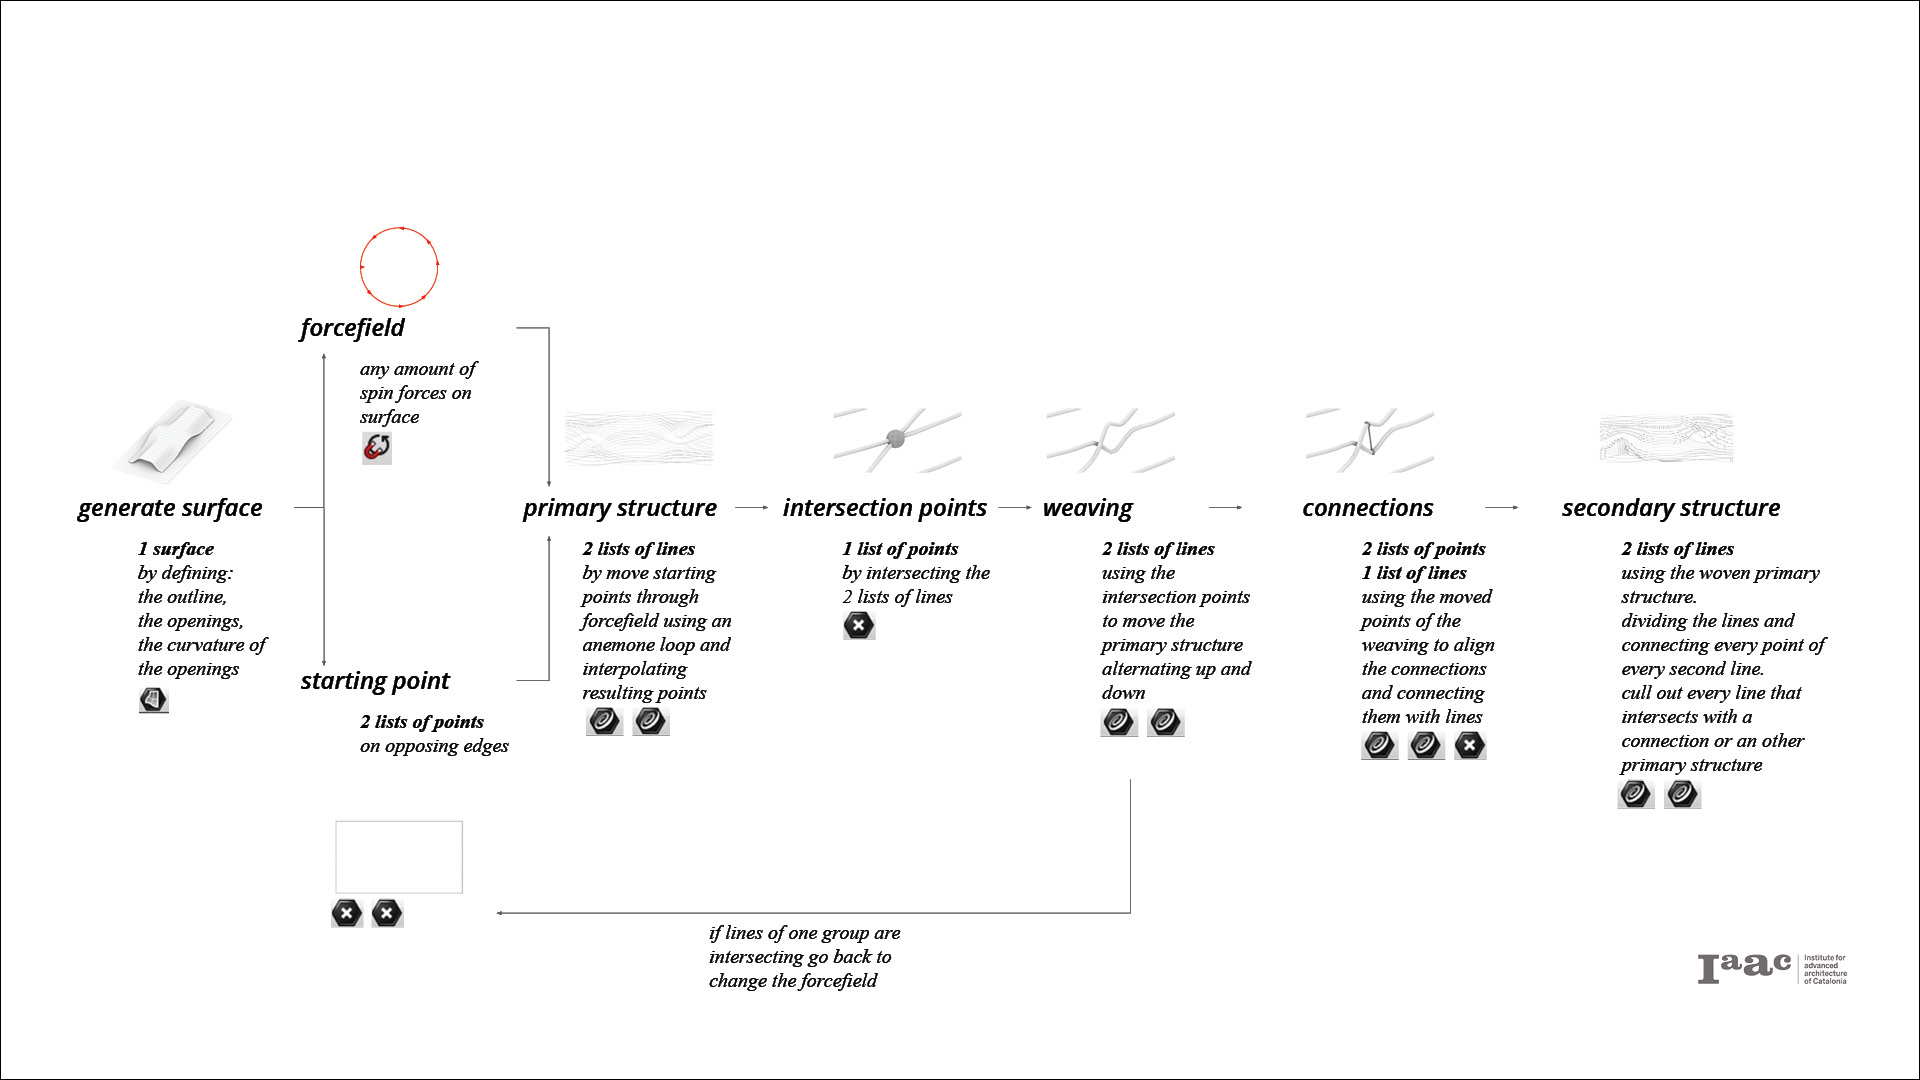 forcefield
any amount of
spin forces on
surface
generate surface
1 surface
by defining:
the outline,
the openings,
the curvature of
the openings
starting point
2 lists of points
on opposing edges
primary structure
2 lists of lines
by move starting
points through
forcefield using an
anemone loop and
interpolating
resulting points
intersection points
1 list of points
by intersecting the
2 lists of lines
weaving
2 lists of lines
using the
intersection points
to move the
primary structure
alternating up and
down
connections
2 lists of points
1 list of lines
using the moved
points of the
weaving to align
the connections
and connecting
them with lines
secondary structure
2 lists of lines
using the woven primary
structure.
dividing the lines and
connecting every point of
every second line.
cull out every line that
intersects with a
connection or an other
primary structure
if lines of one group are
intersecting go back to
change the forcefield
Iaac
Institute for
advanced
architecture
of Catalonia